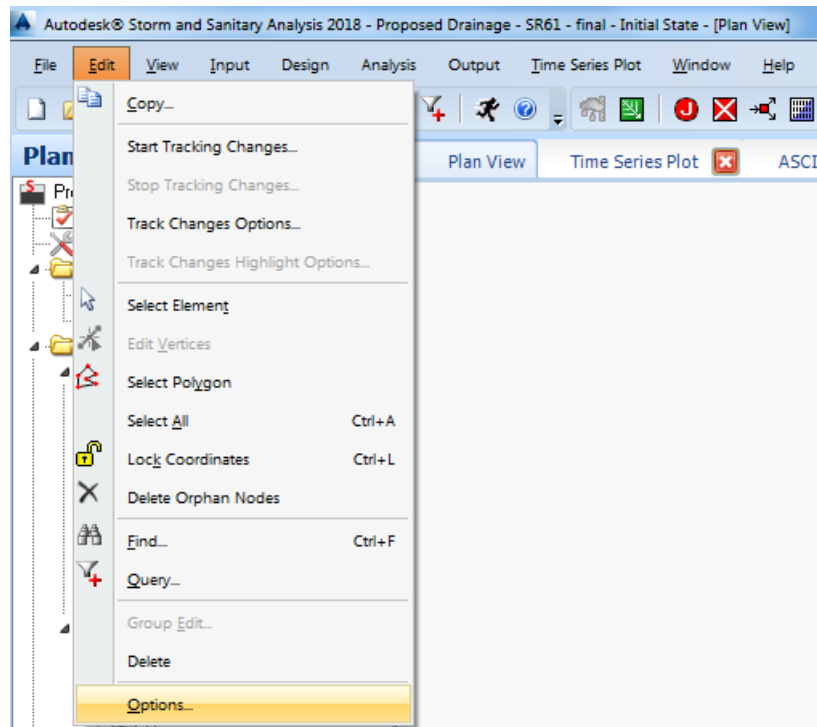 Autodesk® Storm and Sanitary Analysis 2018 - Proposed Drainage - SR61 - final - Initial State - [Plan View]
File Edit View Input Design Analysis Output Time Series Plot Window Help
Plan
Plan View Time Series Plot ASCI
Copy...
Start Tracking Changes...
Stop Tracking Changes...
Track Changes Options...
Track Changes Highlight Options...
Select Element
Edit Vertices
Select Polygon
Select All Ctrl+A
Lock Coordinates Ctrl+L
Delete Orphan Nodes
Find... Ctrl+F
Query...
Group Edit...
Delete
Options...